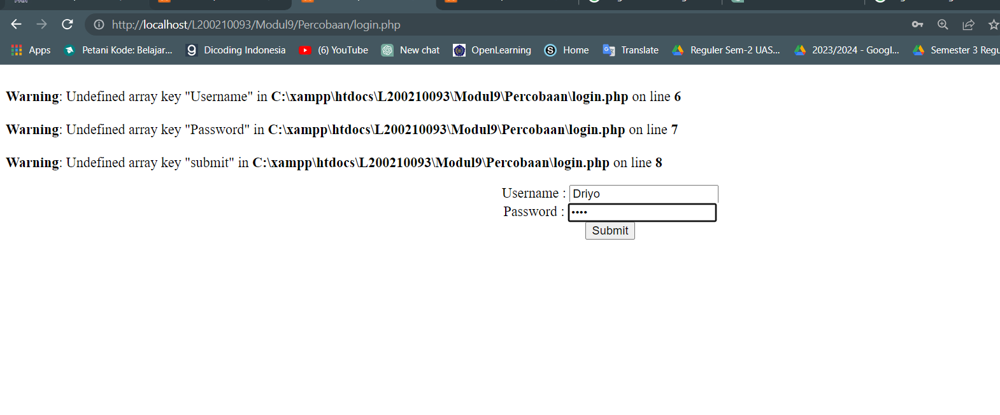 http://localhost/L200210093/Modul9/Percobaan/login.php
Apps Petani Kode: Belajar... Dicoding Indonesia (6) YouTube New chat OpenLearning Home Translate Reguler Sem-2 UAS... 2023/2024 - Googl... Semester 3 Regu
Warning: Undefined array key "Username" in C:\xampp\htdocs\L200210093\Modul9\Percobaan\login.php on line 6
Warning: Undefined array key "Password" in C:\xampp\htdocs\L200210093\Modul9\Percobaan\login.php on line 7
Warning: Undefined array key "submit" in C:\xampp\htdocs\L200210093\Modul9\Percobaan\login.php on line 8
Username : Driyo
Password : ••••
Submit